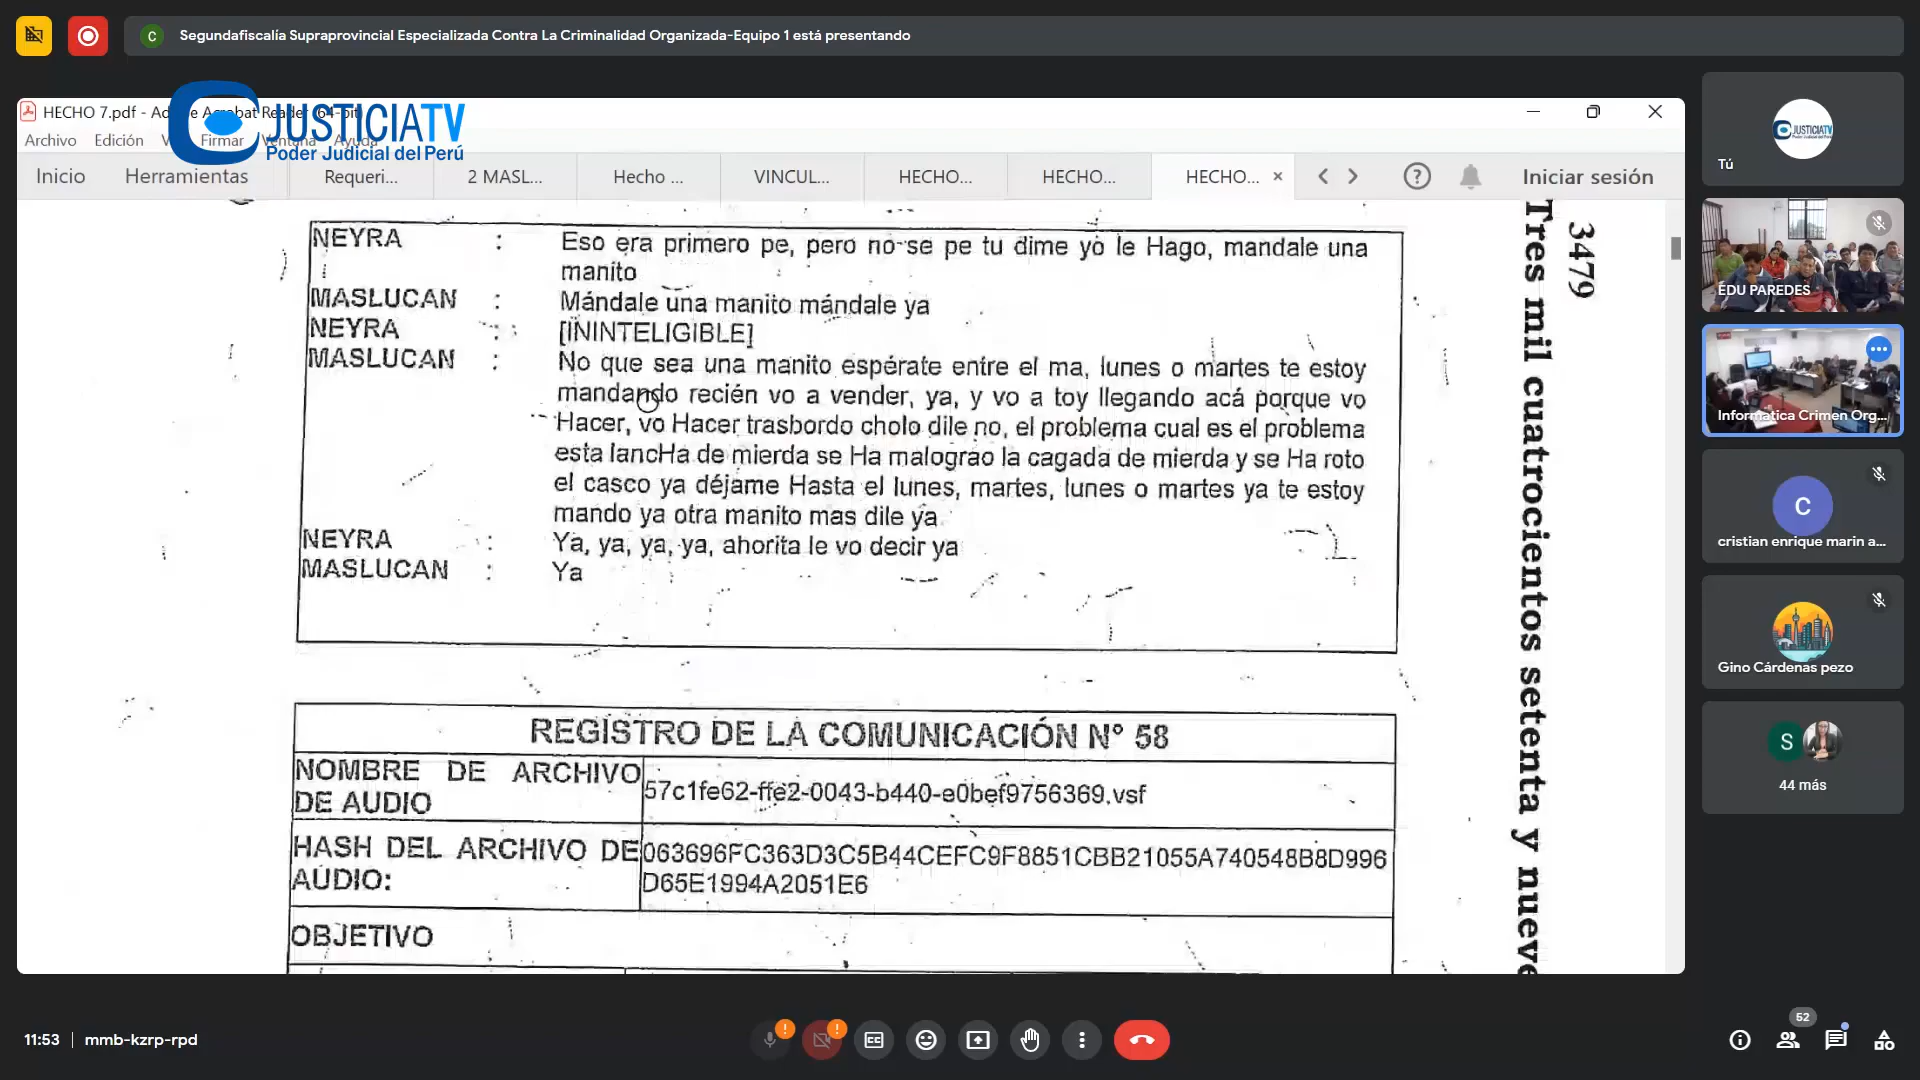 C Segundafiscalía Supraprovincial Especializada Contra La Criminalidad Organizada-Equipo 1 está presentando
HECHO 7.pdf - Adobe Acrobat Reader (64-bit)
JUSTICIATV
Poder Judicial del Perú
Archivo Edición Firmar Ventana Ayuda
Inicio Herramientas Requeri... 2 MASL... Hecho ... VINCUL... HECHO... HECHO... HECHO... × Iniciar sesión
NEYRA : Eso era primero pe, pero no se pe tu dime yo le Hago, mandale una
manito
MASLUCAN : Mándale una manito mándale ya
NEYRA : [ININTELIGIBLE]
MASLUCAN : No que sea una manito espérate entre el ma, lunes o martes te estoy
mandando recién vo a vender, ya, y vo a toy llegando acá porque vo
Hacer, vo Hacer trasbordo cholo dile no, el problema cual es el problema
esta lancHa de mierda se Ha malograo la cagada de mierda y se Ha roto
el casco ya déjame Hasta el lunes, martes, lunes o martes ya te estoy
mando ya otra manito mas dile ya
NEYRA : Ya, ya, ya, ya, ahorita le vo decir ya
MASLUCAN : Ya
REGISTRO DE LA COMUNICACIÓN N° 58
NOMBRE DE ARCHIVO
DE AUDIO
57c1fe62-ffe2-0043-b440-e0bef9756369.vsf
HASH DEL ARCHIVO DE
AUDIO:
063696FC363D3C5B44CEFC9F8851CBB21055A740548B8D996
D65E1994A2051E6
OBJETIVO
3479
Tres mil cuatrocientos setenta y nueve
JUSTICIATV
Tú
EDU PAREDES
Informatica Crimen Org...
C
cristian enrique marin a...
Gino Cárdenas pezo
S
44 más
11:53 | mmb-kzrp-rpd
52